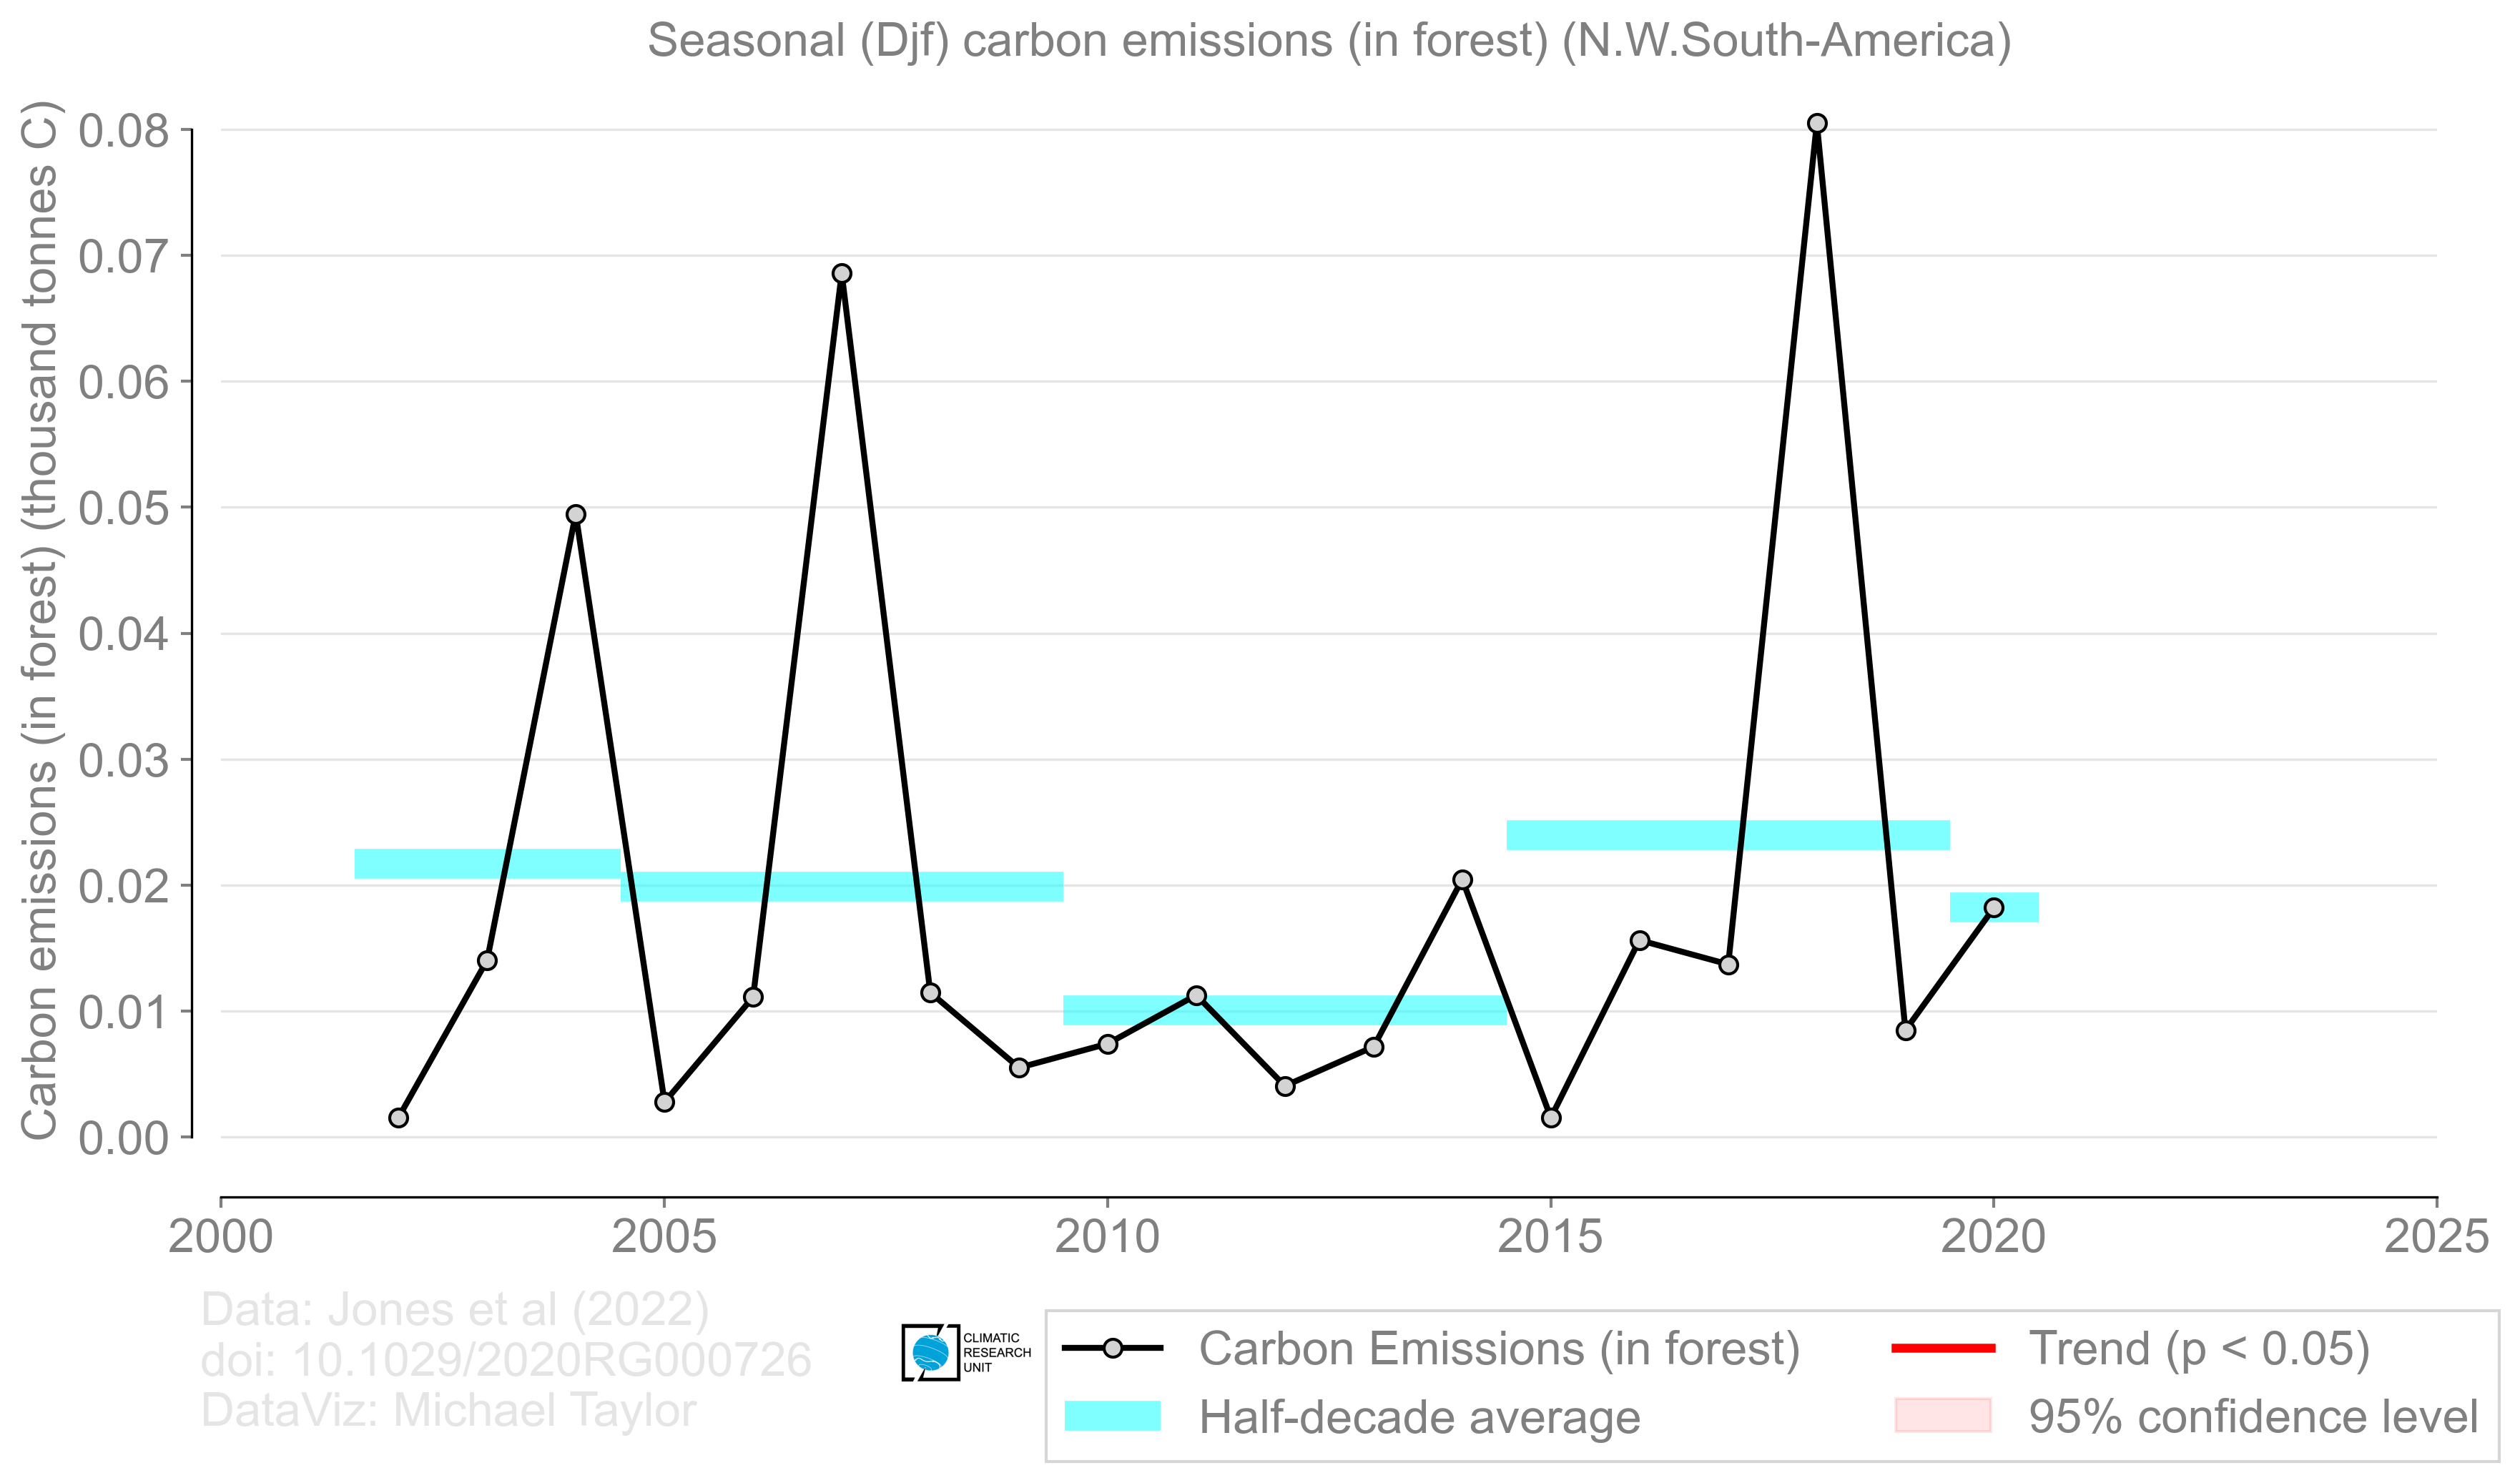 Seasonal (Djf) carbon emissions (in forest) (N.W.South-America)
Carbon emissions (in forest) (thousand tonnes C)
0.08
0.07
0.06
0.05
0.04
0.03
0.02
0.01
0.00
2000 2005 2010 2015 2020 2025
Data: Jones et al (2022)
doi: 10.1029/2020RG000726
DataViz: Michael Taylor
CLIMATIC
RESEARCH
UNIT
Carbon Emissions (in forest)
Half-decade average
Trend (p < 0.05)
95% confidence level